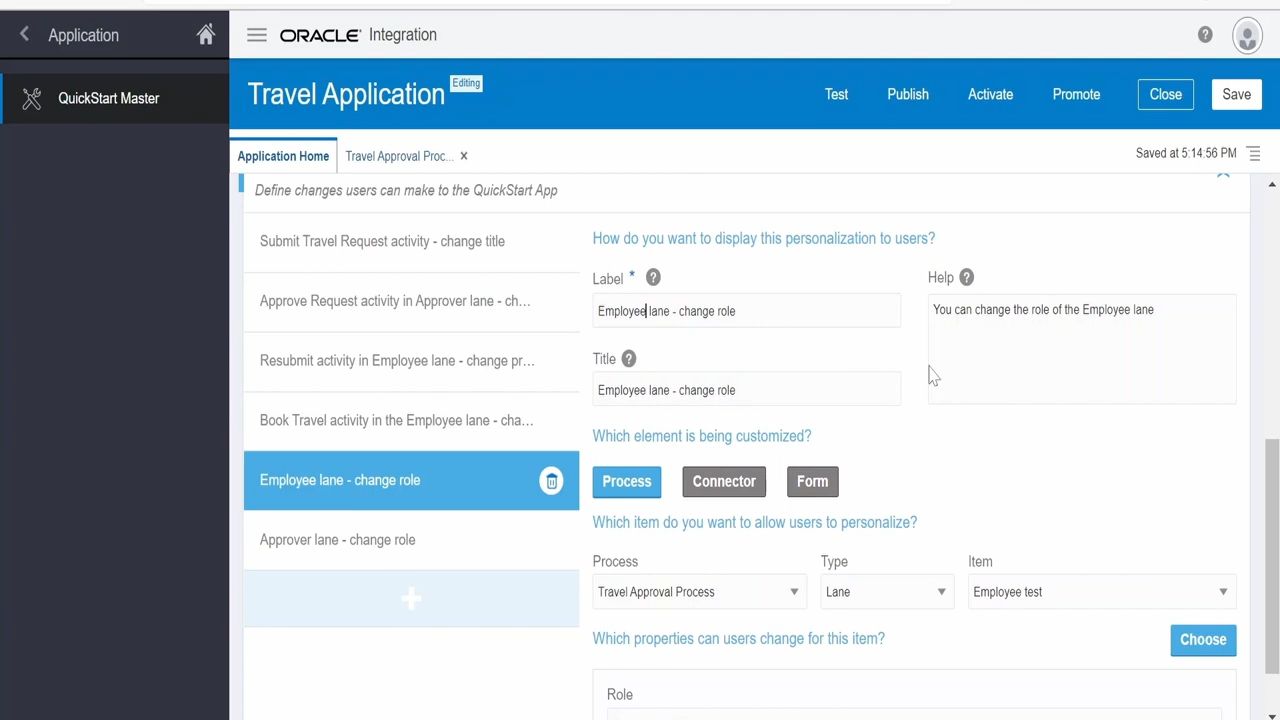 Application
ORACLE Integration
QuickStart Master
Travel Application Editing
Test Publish Activate Promote Close Save
Application Home
Travel Approval Proc...
Saved at 5:14:56 PM
Define changes users can make to the QuickStart App
Submit Travel Request activity - change title
Approve Request activity in Approver lane - ch...
Resubmit activity in Employee lane - change pr...
Book Travel activity in the Employee lane - cha...
Employee lane - change role
Approver lane - change role
How do you want to display this personalization to users?
Label *
Employee lane - change role
Help
You can change the role of the Employee lane
Title
Employee lane - change role
Which element is being customized?
Process Connector Form
Which item do you want to allow users to personalize?
Process Type Item
Travel Approval Process Lane Employee test
Which properties can users change for this item?
Choose
Role